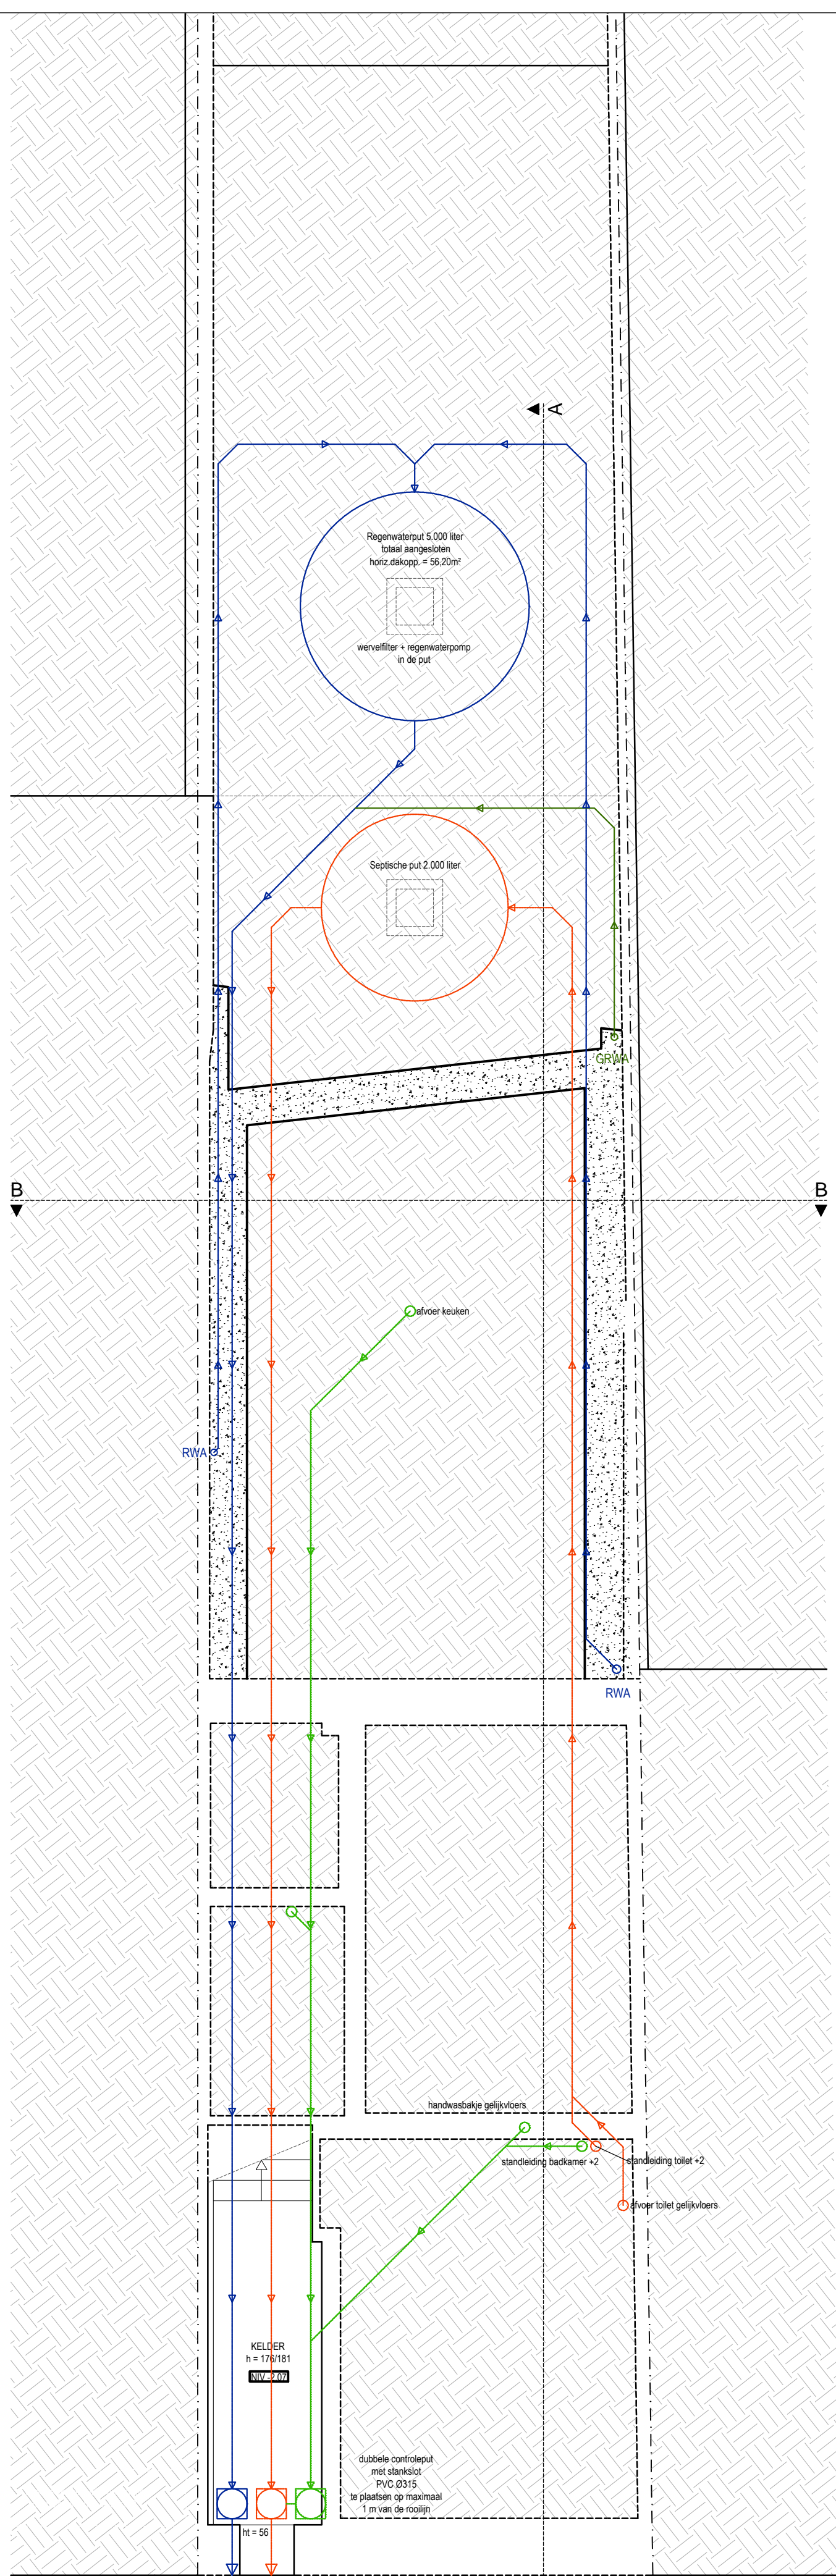 A
Regenwaterput 5.000 liter
totaal aangesloten
horiz.dakopp. = 56,20m²
wervelfilter + regenwaterpomp
in de put
Septische put 2.000 liter
GRWA
B
B
afvoer keuken
RWA
RWA
handwasbakje gelijkvloers
standleiding badkamer +2
standleiding toilet +2
afvoer toilet gelijkvloers
KELDER
h = 176/181
NIV -2.07
dubbele controleput
met stankslot
PVC Ø315
te plaatsen op maximaal
1 m van de rooilijn
ht = 56